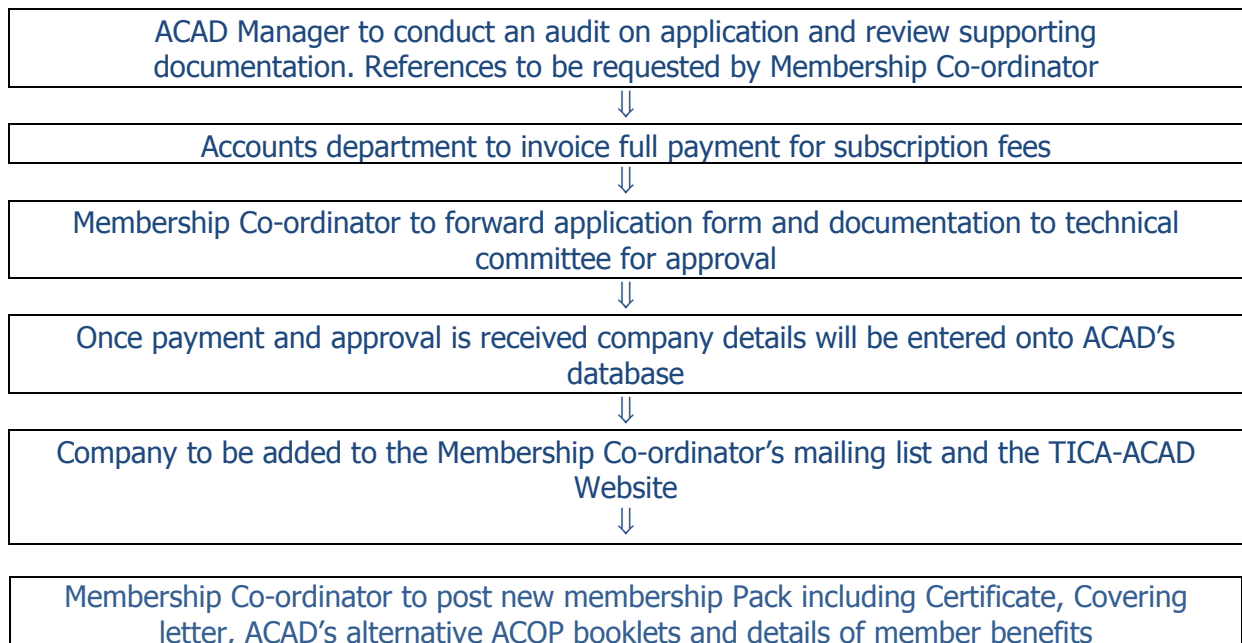 ACAD Manager to conduct an audit on application and review supporting
documentation. References to be requested by Membership Co-ordinator
⇓
Accounts department to invoice full payment for subscription fees
⇓
Membership Co-ordinator to forward application form and documentation to technical
committee for approval
⇓
Once payment and approval is received company details will be entered onto ACAD’s
database
⇓
Company to be added to the Membership Co-ordinator’s mailing list and the TICA-ACAD
Website
⇓
Membership Co-ordinator to post new membership Pack including Certificate, Covering
letter, ACAD’s alternative ACOP booklets and details of member benefits